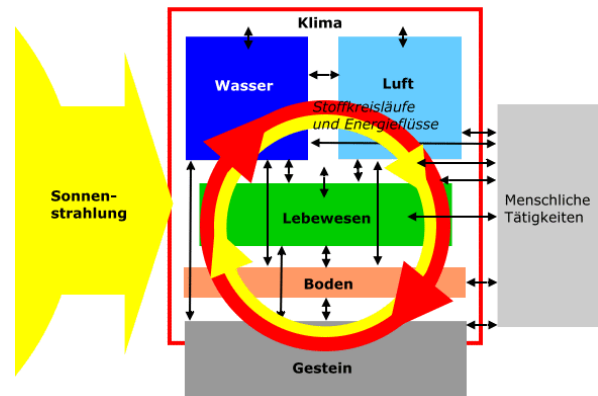 Klima
Wasser
Luft
Stoffkreisläufe
und Energieflüsse
Sonnen-
strahlung
Lebewesen
Menschliche
Tätigkeiten
Boden
Gestein